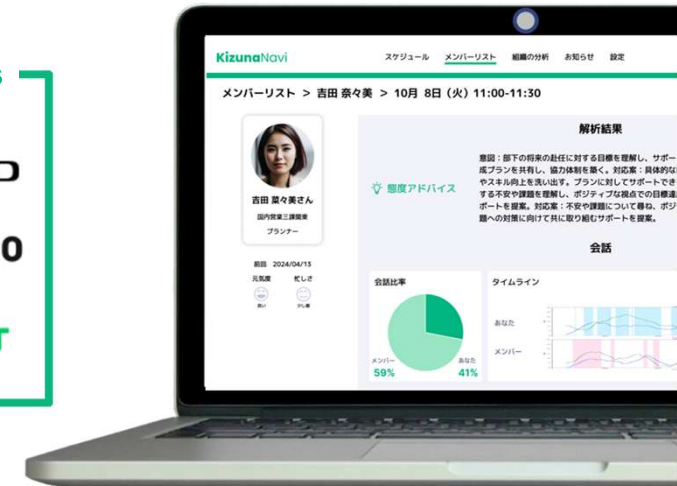 S
P
0
T
KizunaNavi
スケジュール メンバーリスト 組織の分析 お知らせ 設定
メンバーリスト > 吉田 奈々美 > 10月 8日（火）11:00-11:30
吉田 菜々美さん
国内営業三課関東
プランナー
前回 2024/04/13
元気度 忙しさ
良い 少し暇
態度アドバイス
解析結果
意図：部下の将来の赴任に対する目標を理解し、サポー
成プランを共有し、協力体制を築く。対応案：具体的な
やスキル向上を洗い出す。プランに対してサポートでき
する不安や課題を理解し、ポジティブな視点での目標達
ポートを提案。対応案：不安や課題について尋ね、ポジ
題への対策に向けて共に取り組むサポートを提案。
会話
会話比率
メンバー
59%
あなた
41%
タイムライン
あなた
メンバー